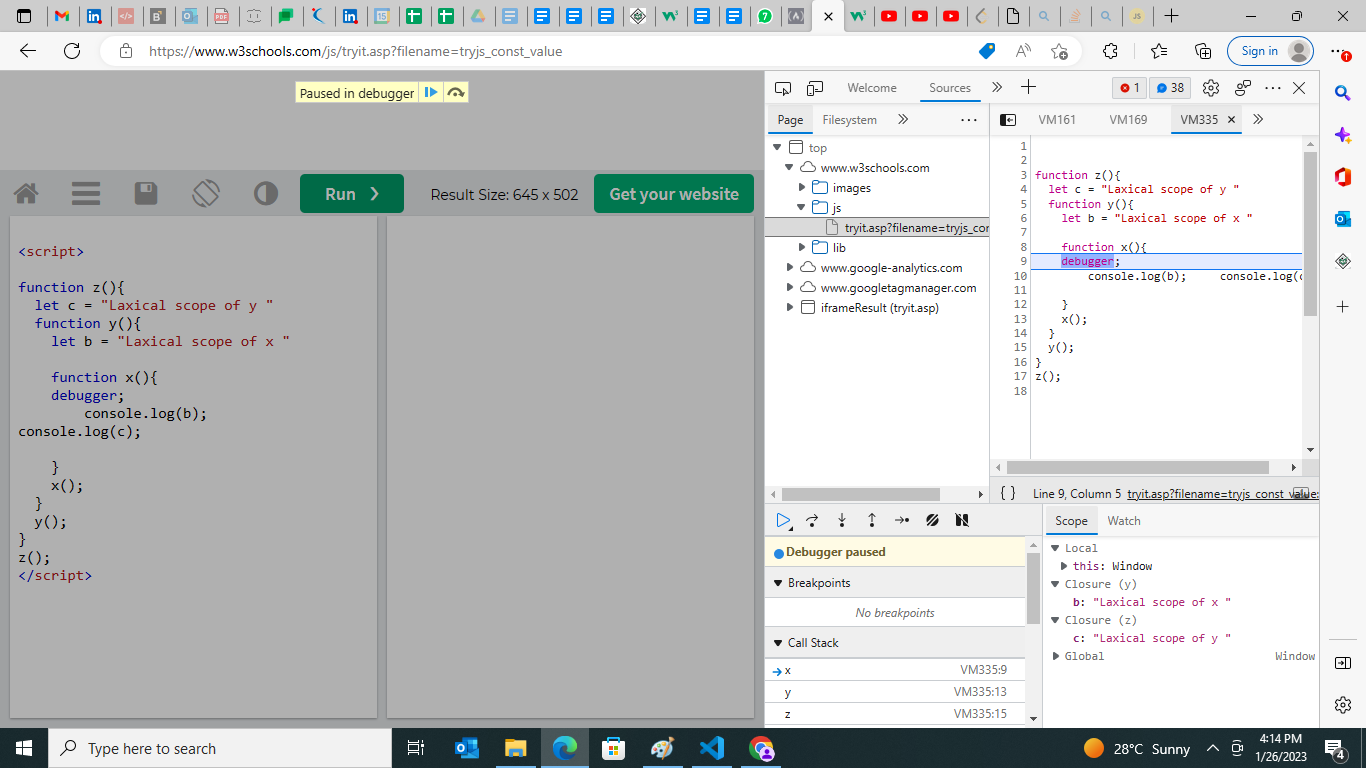 https://www.w3schools.com/js/tryit.asp?filename=tryjs_const_value
Sign in
Paused in debugger
Run ❯
Result Size: 645 x 502
Get your website
<script>
function z(){
let c = "Laxical scope of y "
function y(){
let b = "Laxical scope of x "
function x(){
debugger;
console.log(b);
console.log(c);
}
x();
}
y();
}
z();
</script>
Welcome
Sources
1
38
Page
Filesystem
top
www.w3schools.com
images
js
tryit.asp?filename=tryjs_con
lib
www.google-analytics.com
www.googletagmanager.com
iframeResult (tryit.asp)
VM161
VM169
VM335
1
2
3 function z(){
4 let c = "Laxical scope of y "
5 function y(){
6 let b = "Laxical scope of x "
7
8 function x(){
9 debugger;
10 console.log(b); console.log(c
11
12 }
13 x();
14 }
15 y();
16 }
17 z();
18
{ } Line 9, Column 5 tryit.asp?filename=tryjs_const_value:
Debugger paused
Breakpoints
No breakpoints
Call Stack
x VM335:9
y VM335:13
z VM335:15
Scope
Watch
Local
this: Window
Closure (y)
b: "Laxical scope of x "
Closure (z)
c: "Laxical scope of y "
Global Window
Type here to search
28°C Sunny
4:14 PM
1/26/2023
4